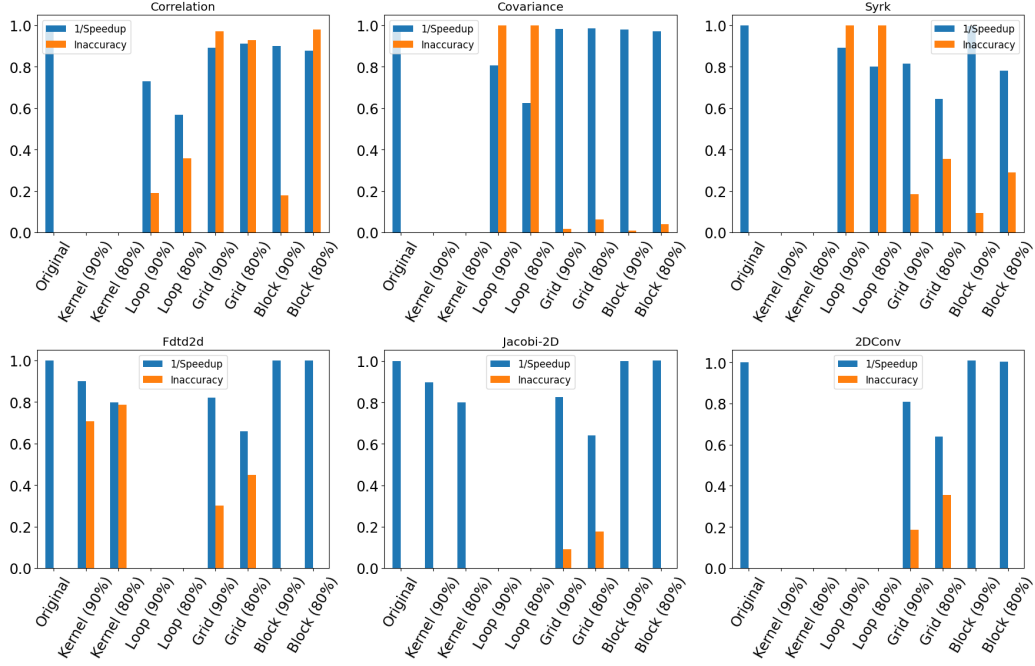 Correlation
1/Speedup
Inaccuracy
1.0
0.8
0.6
0.4
0.2
0.0
Original
Kernel (90%)
Kernel (80%)
Loop (90%)
Loop (80%)
Grid (90%)
Grid (80%)
Block (90%)
Block (80%)
Covariance
1/Speedup
Inaccuracy
1.0
0.8
0.6
0.4
0.2
0.0
Original
Kernel (90%)
Kernel (80%)
Loop (90%)
Loop (80%)
Grid (90%)
Grid (80%)
Block (90%)
Block (80%)
Syrk
1/Speedup
Inaccuracy
1.0
0.8
0.6
0.4
0.2
0.0
Original
Kernel (90%)
Kernel (80%)
Loop (90%)
Loop (80%)
Grid (90%)
Grid (80%)
Block (90%)
Block (80%)
Fdtd2d
1/Speedup
Inaccuracy
1.0
0.8
0.6
0.4
0.2
0.0
Original
Kernel (90%)
Kernel (80%)
Loop (90%)
Loop (80%)
Grid (90%)
Grid (80%)
Block (90%)
Block (80%)
Jacobi-2D
1/Speedup
Inaccuracy
1.0
0.8
0.6
0.4
0.2
0.0
Original
Kernel (90%)
Kernel (80%)
Loop (90%)
Loop (80%)
Grid (90%)
Grid (80%)
Block (90%)
Block (80%)
2DConv
1/Speedup
Inaccuracy
1.0
0.8
0.6
0.4
0.2
0.0
Original
Kernel (90%)
Kernel (80%)
Loop (90%)
Loop (80%)
Grid (90%)
Grid (80%)
Block (90%)
Block (80%)